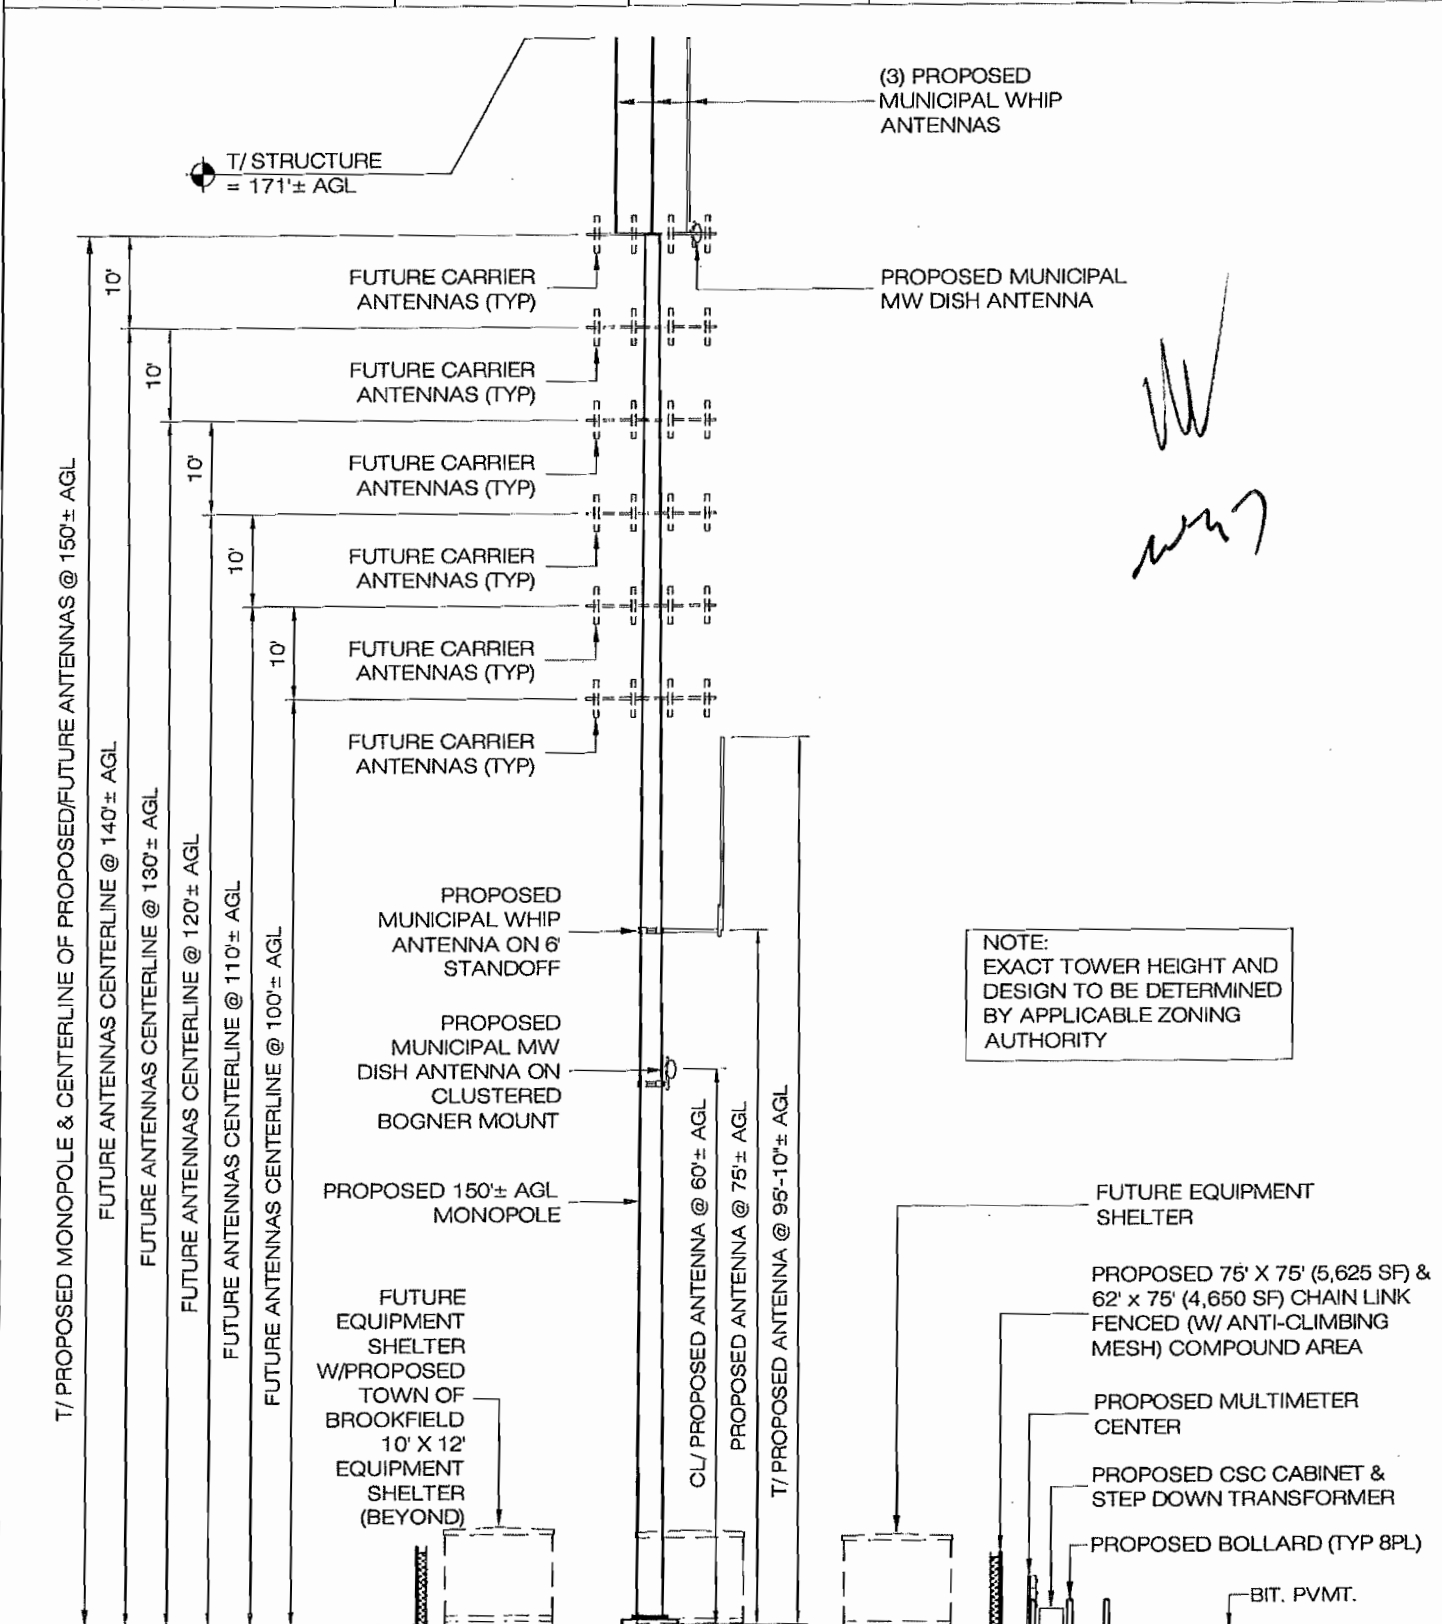 (3) PROPOSED
MUNICIPAL WHIP
ANTENNAS
T/ STRUCTURE
= 171'± AGL
10'
FUTURE CARRIER
ANTENNAS (TYP)
PROPOSED MUNICIPAL
MW DISH ANTENNA
10'
FUTURE CARRIER
ANTENNAS (TYP)
10'
FUTURE CARRIER
ANTENNAS (TYP)
10'
FUTURE CARRIER
ANTENNAS (TYP)
10'
FUTURE CARRIER
ANTENNAS (TYP)
FUTURE CARRIER
ANTENNAS (TYP)
T/ PROPOSED MONOPOLE & CENTERLINE OF PROPOSED/FUTURE ANTENNAS @ 150'± AGL
FUTURE ANTENNAS CENTERLINE @ 140'± AGL
FUTURE ANTENNAS CENTERLINE @ 130'± AGL
FUTURE ANTENNAS CENTERLINE @ 120'± AGL
FUTURE ANTENNAS CENTERLINE @ 110'± AGL
FUTURE ANTENNAS CENTERLINE @ 100'± AGL
PROPOSED
MUNICIPAL WHIP
ANTENNA ON 6'
STANDOFF
PROPOSED
MUNICIPAL MW
DISH ANTENNA ON
CLUSTERED
BOGNER MOUNT
PROPOSED 150'± AGL
MONOPOLE
FUTURE
EQUIPMENT
SHELTER
W/PROPOSED
TOWN OF
BROOKFIELD
10' X 12'
EQUIPMENT
SHELTER
(BEYOND)
CL/ PROPOSED ANTENNA @ 60'± AGL
PROPOSED ANTENNA @ 75'± AGL
T/ PROPOSED ANTENNA @ 95'-10"± AGL
NOTE:
EXACT TOWER HEIGHT AND
DESIGN TO BE DETERMINED
BY APPLICABLE ZONING
AUTHORITY
FUTURE EQUIPMENT
SHELTER
PROPOSED 75' X 75' (5,625 SF) &
62' x 75' (4,650 SF) CHAIN LINK
FENCED (W/ ANTI-CLIMBING
MESH) COMPOUND AREA
PROPOSED MULTIMETER
CENTER
PROPOSED CSC CABINET &
STEP DOWN TRANSFORMER
PROPOSED BOLLARD (TYP 8PL)
BIT. PVMT.